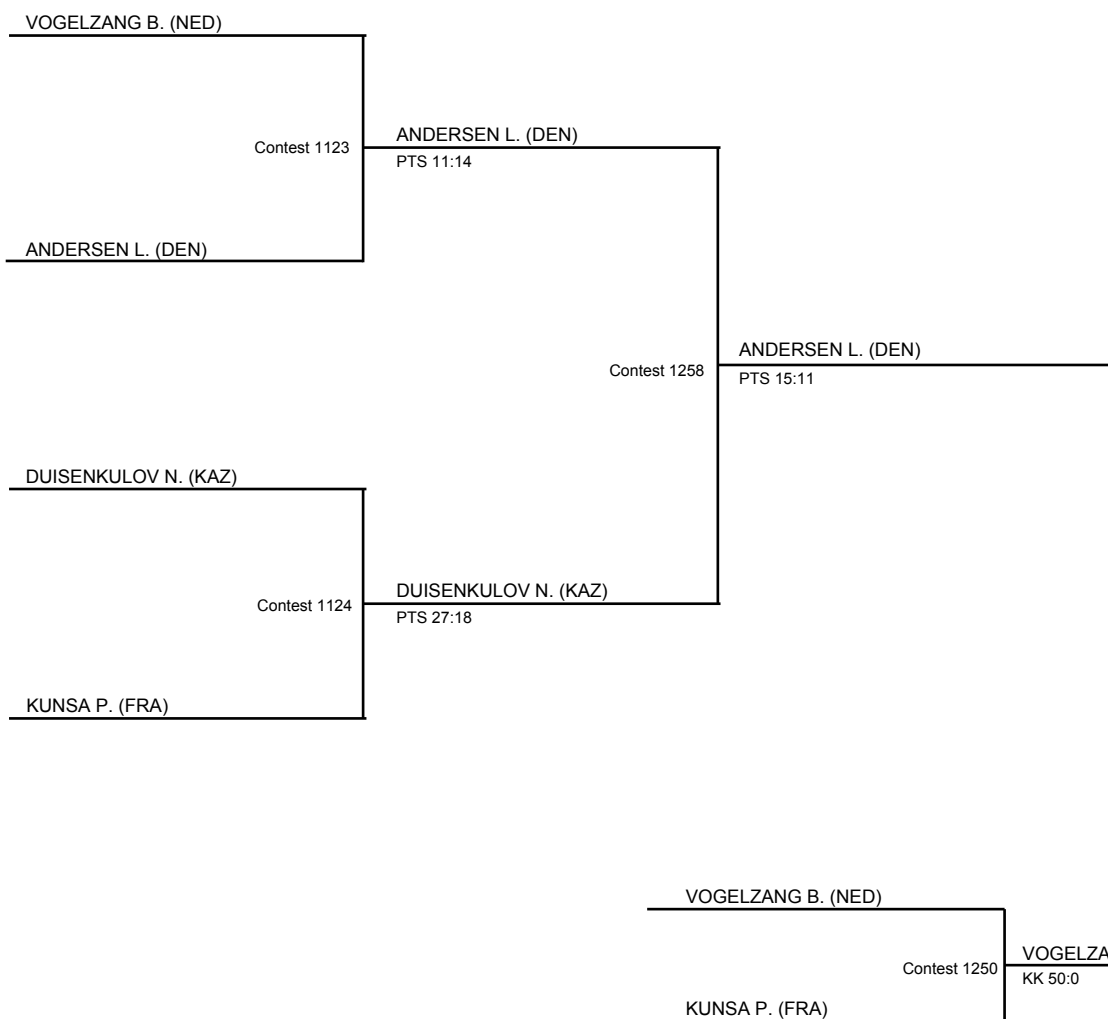 VOGELZANG B. (NED)
Contest 1123
ANDERSEN L. (DEN)
PTS 11:14
ANDERSEN L. (DEN)
Contest 1258
ANDERSEN L. (DEN)
PTS 15:11
DUISENKULOV N. (KAZ)
Contest 1124
DUISENKULOV N. (KAZ)
PTS 27:18
KUNSA P. (FRA)
VOGELZANG B. (NED)
Contest 1250
VOGELZA
KK 50:0
KUNSA P. (FRA)